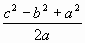 c² − b² + a²
2a